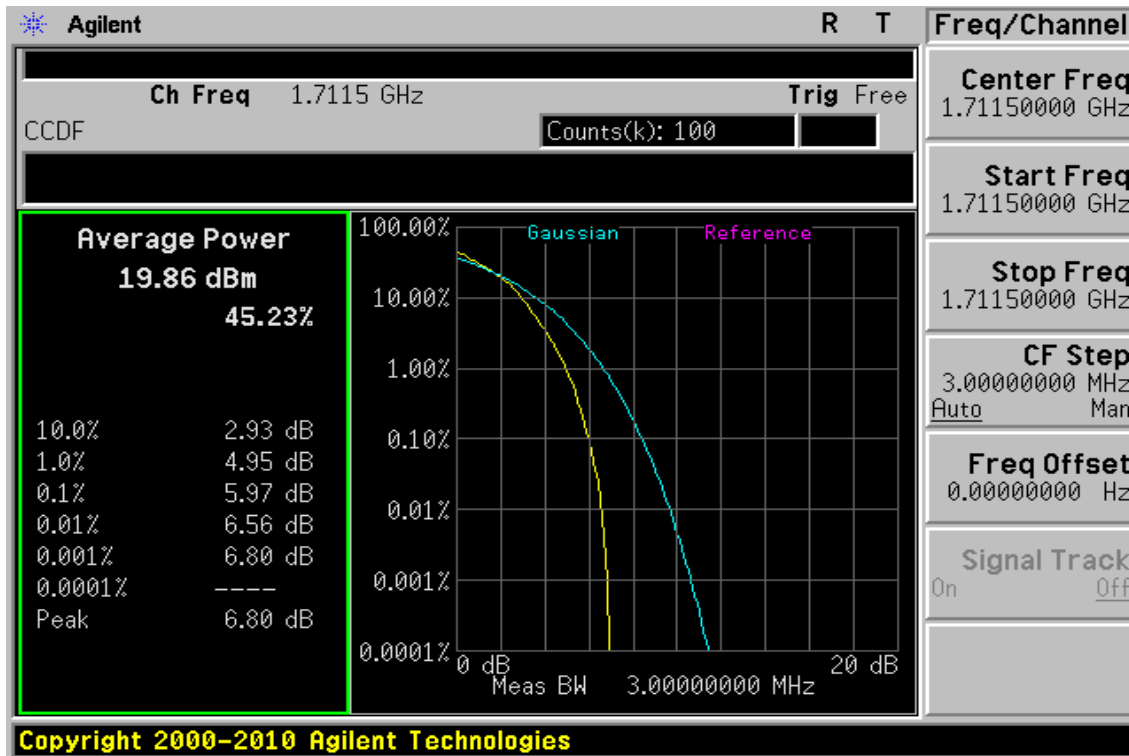 Agilent
R T
Ch Freq 1.7115 GHz Trig Free
CCDF
Counts(k): 100
Average Power
19.86 dBm
45.23%
10.0% 2.93 dB
1.0% 4.95 dB
0.1% 5.97 dB
0.01% 6.56 dB
0.001% 6.80 dB
0.0001% ----
Peak 6.80 dB
Gaussian Reference
100.00%
10.00%
1.00%
0.10%
0.01%
0.001%
0.0001%
0 dB 20 dB
Meas BW 3.000000000 MHz
Freq/Channel
Center Freq
1.71150000 GHz
Start Freq
1.71150000 GHz
Stop Freq
1.71150000 GHz
CF Step
3.00000000 MHz
Auto Man
Freq Offset
0.00000000 Hz
Signal Track
On Off
Copyright 2000-2010 Agilent Technologies